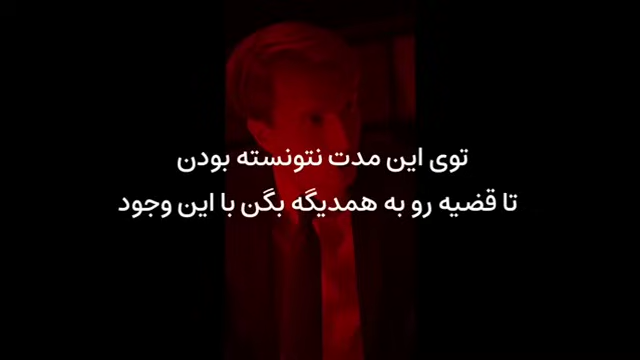 توی این مدت نتونسته بودن
تا قضیه رو به همدیگه بگن با این وجود